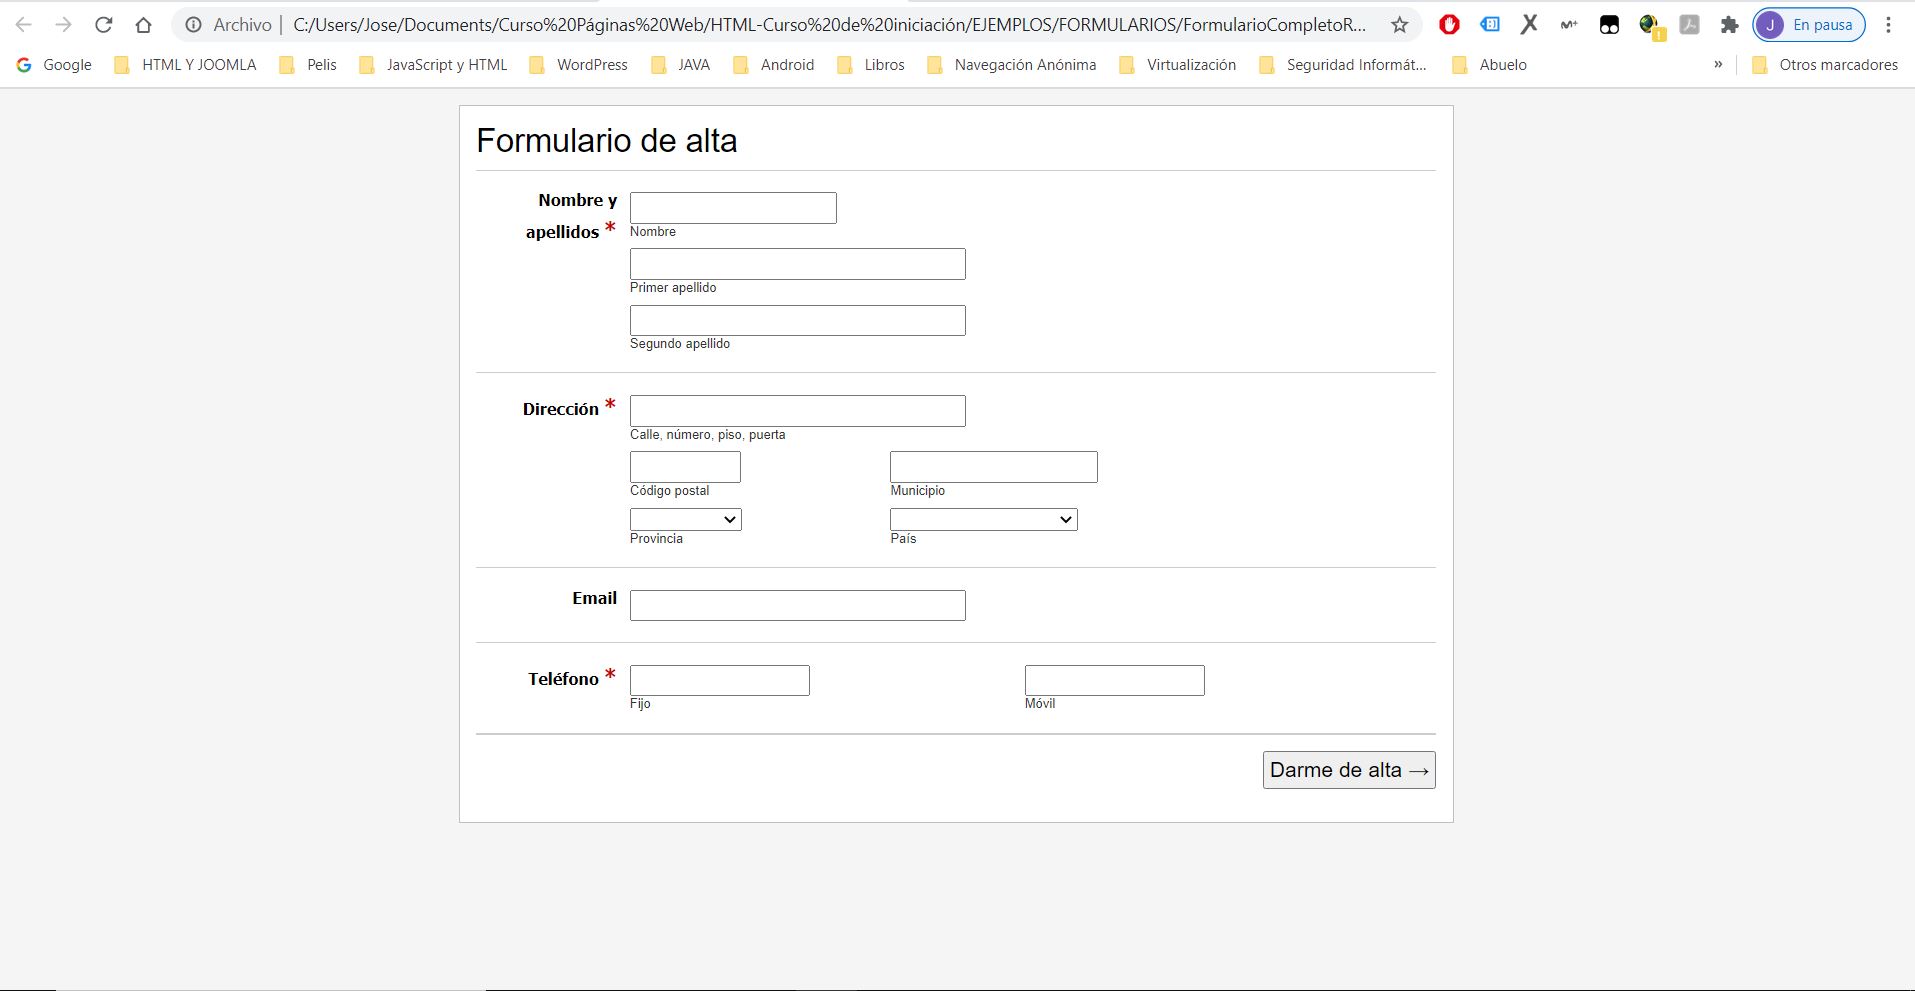 Archivo | C:/Users/Jose/Documents/Curso%20Páginas%20Web/HTML-Curso%20de%20iniciación/EJEMPLOS/FORMULARIOS/FormularioCompletoR... J En pausa
Google HTML Y JOOMLA Pelis JavaScript y HTML WordPress JAVA Android Libros Navegación Anónima Virtualización Seguridad Informát... Abuelo » Otros marcadores
Formulario de alta
Nombre y
apellidos *
Nombre
Primer apellido
Segundo apellido
Dirección *
Calle, número, piso, puerta
Código postal Municipio
Provincia País
Email
Teléfono *
Fijo Móvil
Darme de alta →